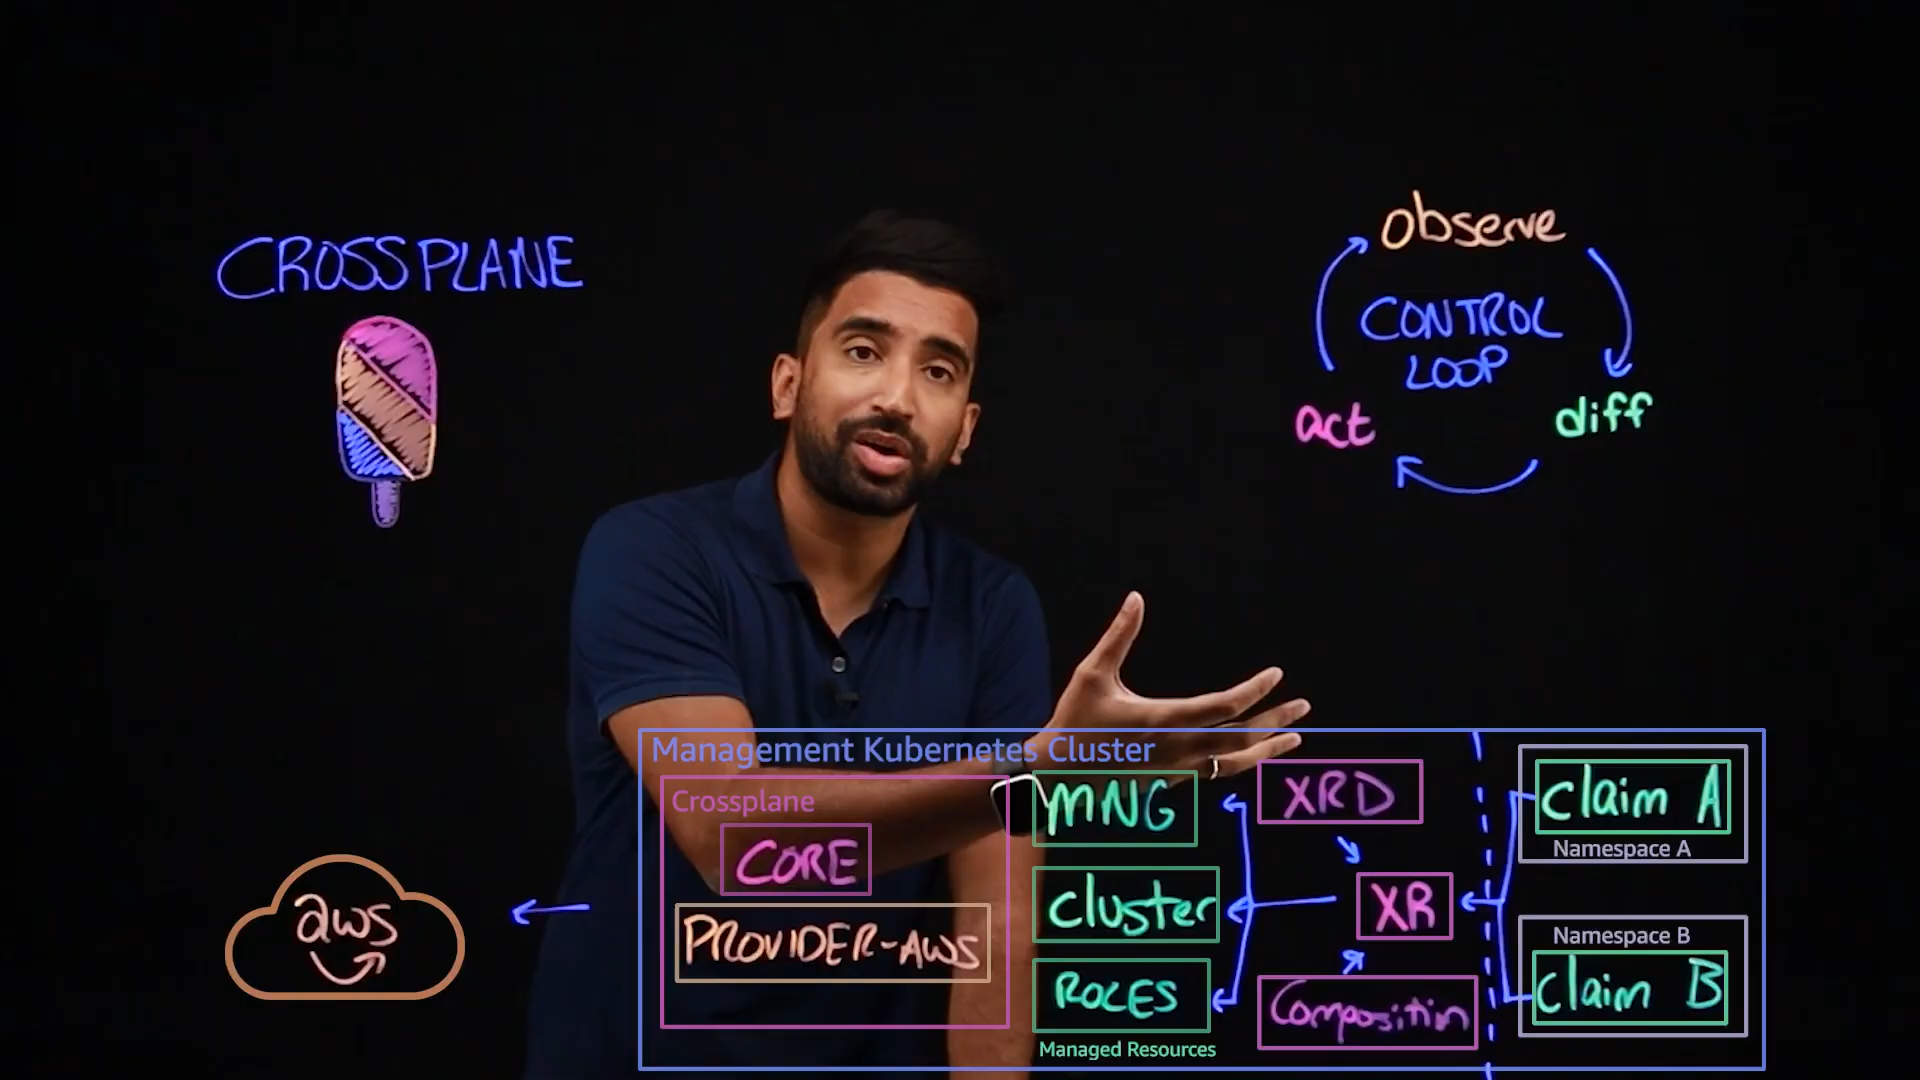 CROSSPLANE
observe
CONTROL
LOOP
act
diff
aws
Management Kubernetes Cluster
Crossplane
CORE
PROVIDER-AWS
MNG
cluster
ROLES
Managed Resources
XRD
XR
Composition
Claim A
Namespace A
Namespace B
Claim B